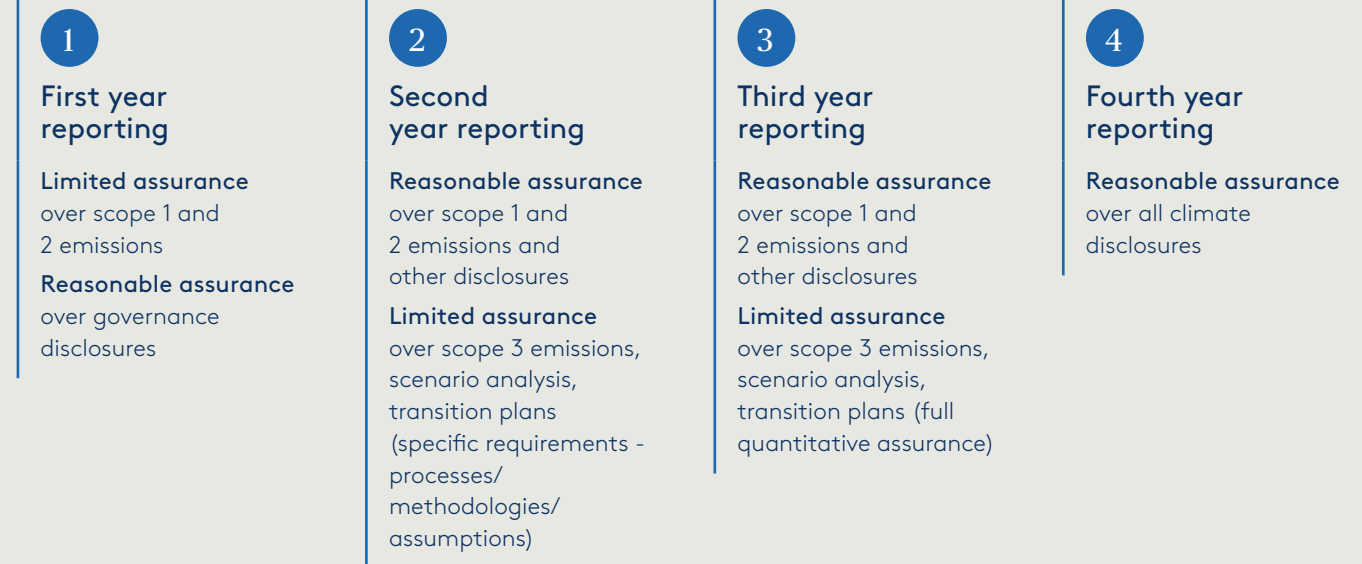 1
First year
reporting
Limited assurance
over scope 1 and
2 emissions
Reasonable assurance
over governance
disclosures
2
Second
year reporting
Reasonable assurance
over scope 1 and
2 emissions and
other disclosures
Limited assurance
over scope 3 emissions,
scenario analysis,
transition plans
(specific requirements -
processes/
methodologies/
assumptions)
3
Third year
reporting
Reasonable assurance
over scope 1 and
2 emissions and
other disclosures
Limited assurance
over scope 3 emissions,
scenario analysis,
transition plans (full
quantitative assurance)
4
Fourth year
reporting
Reasonable assurance
over all climate
disclosures